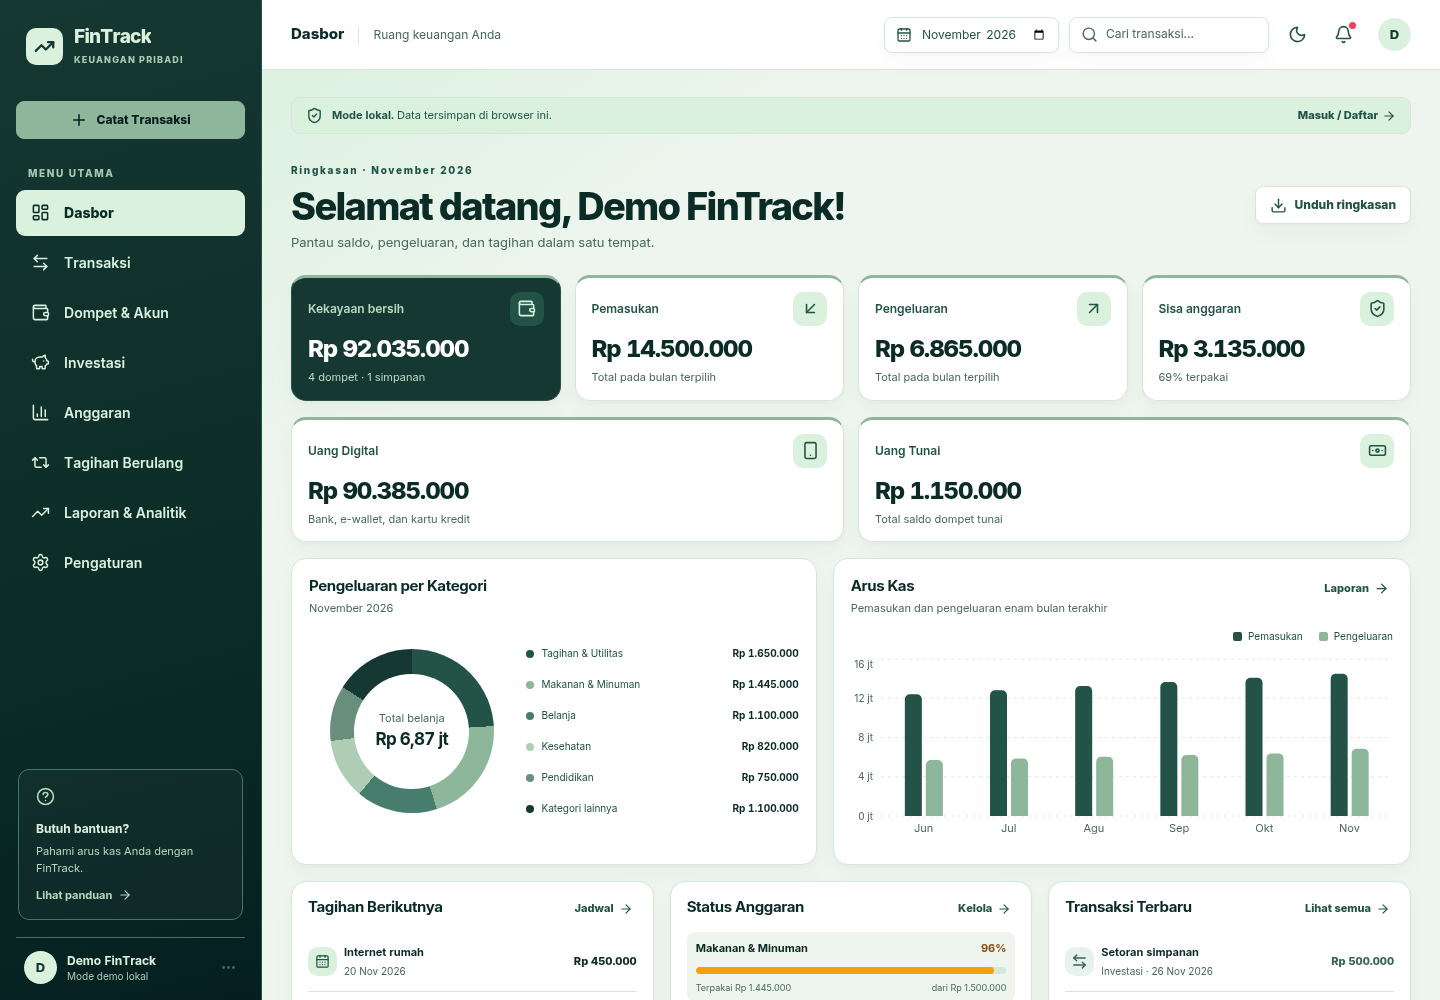 FinTrack
KEUANGAN PRIBADI
Catat Transaksi
MENU UTAMA
Dasbor
Transaksi
Dompet & Akun
Investasi
Anggaran
Tagihan Berulang
Laporan & Analitik
Pengaturan
Butuh bantuan?
Pahami arus kas Anda dengan
FinTrack.
Lihat panduan
D
Demo FinTrack
Mode demo lokal
Dasbor
Ruang keuangan Anda
November 2026
Cari transaksi...
D
Mode lokal. Data tersimpan di browser ini.
Masuk / Daftar
Ringkasan · November 2026
Selamat datang, Demo FinTrack!
Pantau saldo, pengeluaran, dan tagihan dalam satu tempat.
Unduh ringkasan
Kekayaan bersih
Rp 92.035.000
4 dompet · 1 simpanan
Pemasukan
Rp 14.500.000
Total pada bulan terpilih
Pengeluaran
Rp 6.865.000
Total pada bulan terpilih
Sisa anggaran
Rp 3.135.000
69% terpakai
Uang Digital
Rp 90.385.000
Bank, e-wallet, dan kartu kredit
Uang Tunai
Rp 1.150.000
Total saldo dompet tunai
Pengeluaran per Kategori
November 2026
Total belanja
Rp 6,87 jt
Tagihan & Utilitas Rp 1.650.000
Makanan & Minuman Rp 1.445.000
Belanja Rp 1.100.000
Kesehatan Rp 820.000
Pendidikan Rp 750.000
Kategori lainnya Rp 1.100.000
Arus Kas
Pemasukan dan pengeluaran enam bulan terakhir
Laporan
Pemasukan Pengeluaran
16 jt
12 jt
8 jt
4 jt
0 jt
Jun Jul Agu Sep Okt Nov
Tagihan Berikutnya
Jadwal
Internet rumah
20 Nov 2026
Rp 450.000
Status Anggaran
Kelola
Makanan & Minuman 96%
Terpakai Rp 1.445.000 dari Rp 1.500.000
Transaksi Terbaru
Lihat semua
Setoran simpanan
Investasi · 26 Nov 2026
Rp 500.000